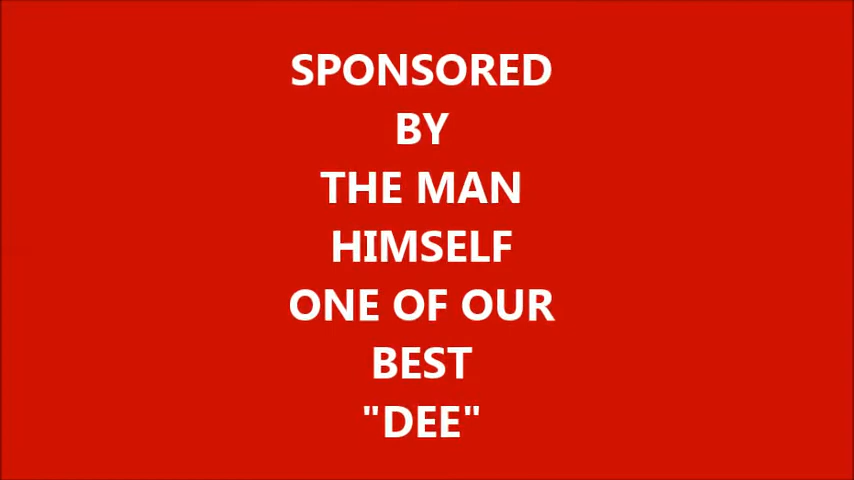 SPONSORED
BY
THE MAN
HIMSELF
ONE OF OUR
BEST
"DEE"